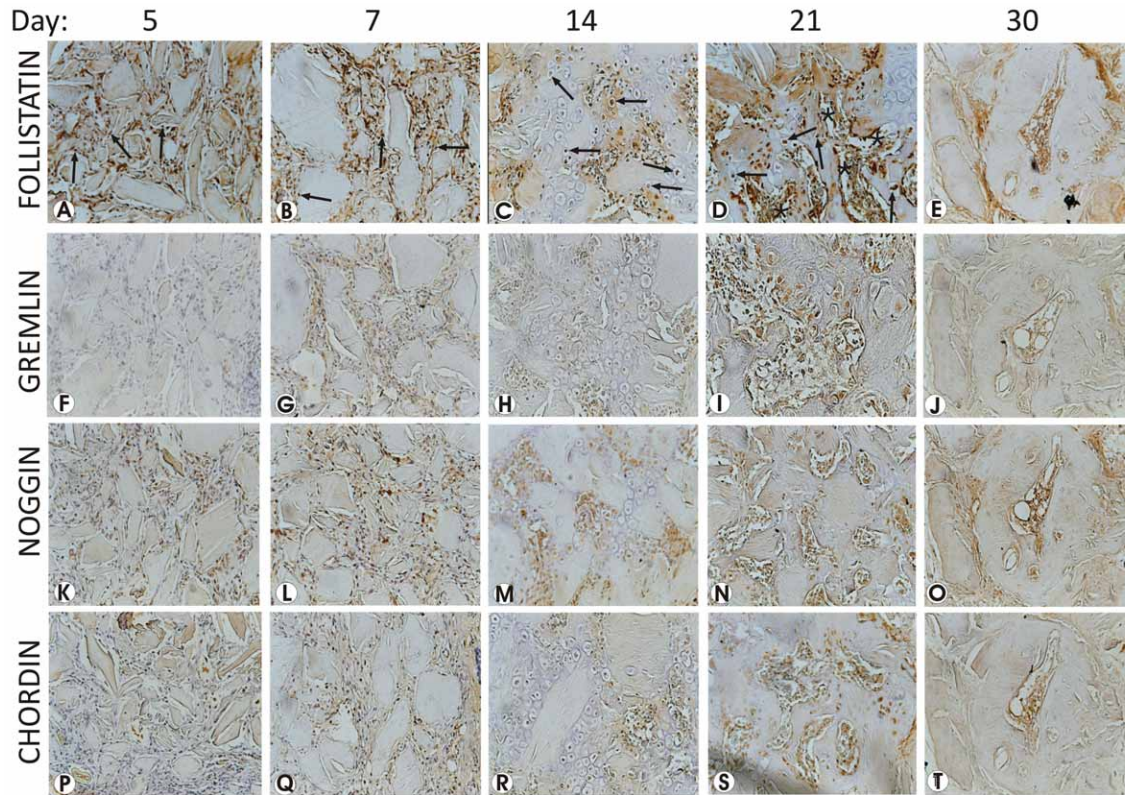 Day: 5 7 14 21 30
FOLLISTATIN
A B C D E
GREMLIN
F G H I J
NOGGIN
K L M N O
CHORDIN
P Q R S T